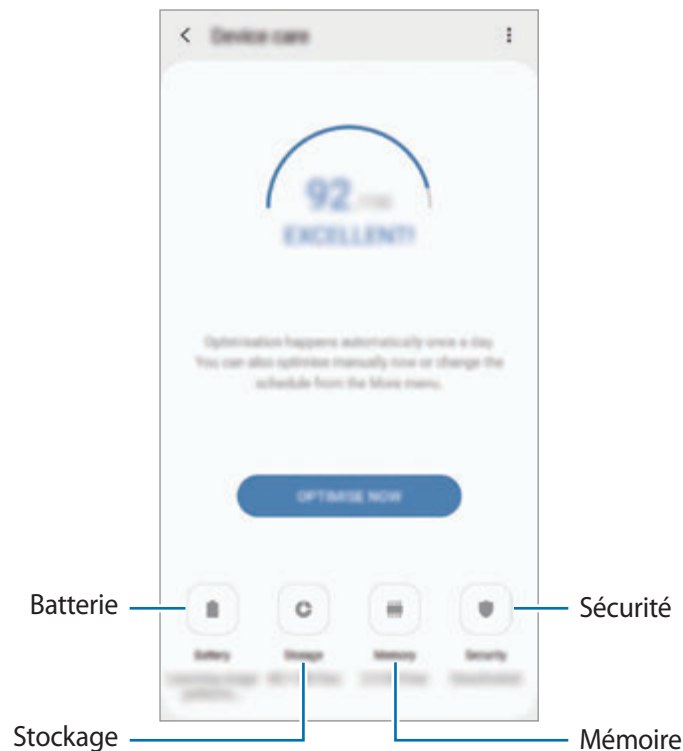 Device care
92
EXCELLENT!
Optimisation happens automatically once a day.
You can also optimise manually now or change the
schedule from the More menu.
OPTIMISE NOW
Batterie
Sécurité
Battery
Storage
Memory
Security
Stockage
Mémoire